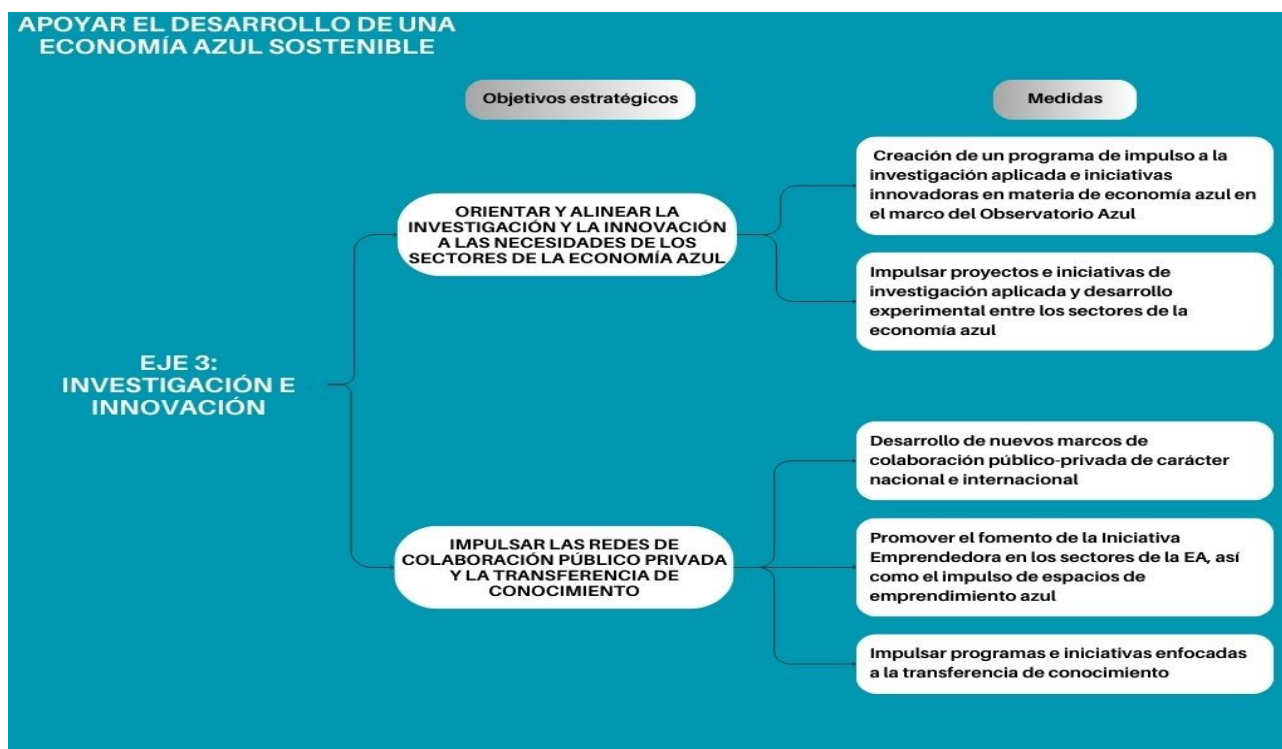 APOYAR EL DESARROLLO DE UNA
ECONOMÍA AZUL SOSTENIBLE
Objetivos estratégicos
Medidas
EJE 3:
INVESTIGACIÓN E
INNOVACIÓN
ORIENTAR Y ALINEAR LA
INVESTIGACIÓN Y LA INNOVACIÓN
A LAS NECESIDADES DE LOS
SECTORES DE LA ECONOMÍA AZUL
Creación de un programa de impulso a la
investigación aplicada e iniciativas
innovadoras en materia de economía azul en
el marco del Observatorio Azul
Impulsar proyectos e iniciativas de
investigación aplicada y desarrollo
experimental entre los sectores de la
economía azul
IMPULSAR LAS REDES DE
COLABORACIÓN PÚBLICO PRIVADA
Y LA TRANSFERENCIA DE
CONOCIMIENTO
Desarrollo de nuevos marcos de
colaboración público-privada de carácter
nacional e internacional
Promover el fomento de la Iniciativa
Emprendedora en los sectores de la EA, así
como el impulso de espacios de
emprendimiento azul
Impulsar programas e iniciativas enfocadas
a la transferencia de conocimiento